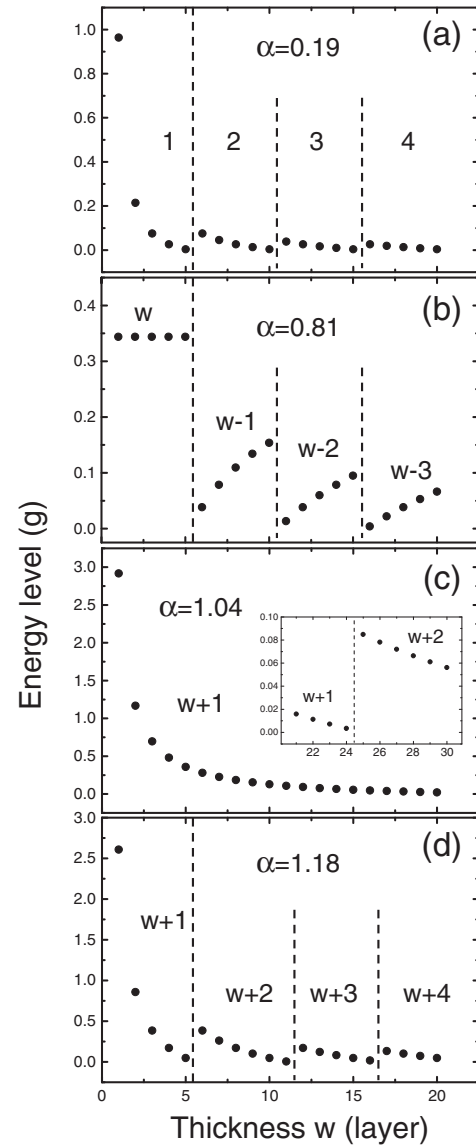 (a)
α=0.19
1.0
0.8
0.6
0.4
0.2
0.0
1 2 3 4
(b)
α=0.81
0.4
0.3
0.2
0.1
0.0
w
w-1
w-2
w-3
Energy level (g)
(c)
α=1.04
3.0
2.5
2.0
1.5
1.0
0.5
0.0
w+1
0.10
0.08
0.06
0.04
0.02
0.00
w+1
w+2
22 24 26 28 30
(d)
α=1.18
3.0
2.5
2.0
1.5
1.0
0.5
0.0
w+1
w+2
w+3
w+4
0 5 10 15 20
Thickness w (layer)